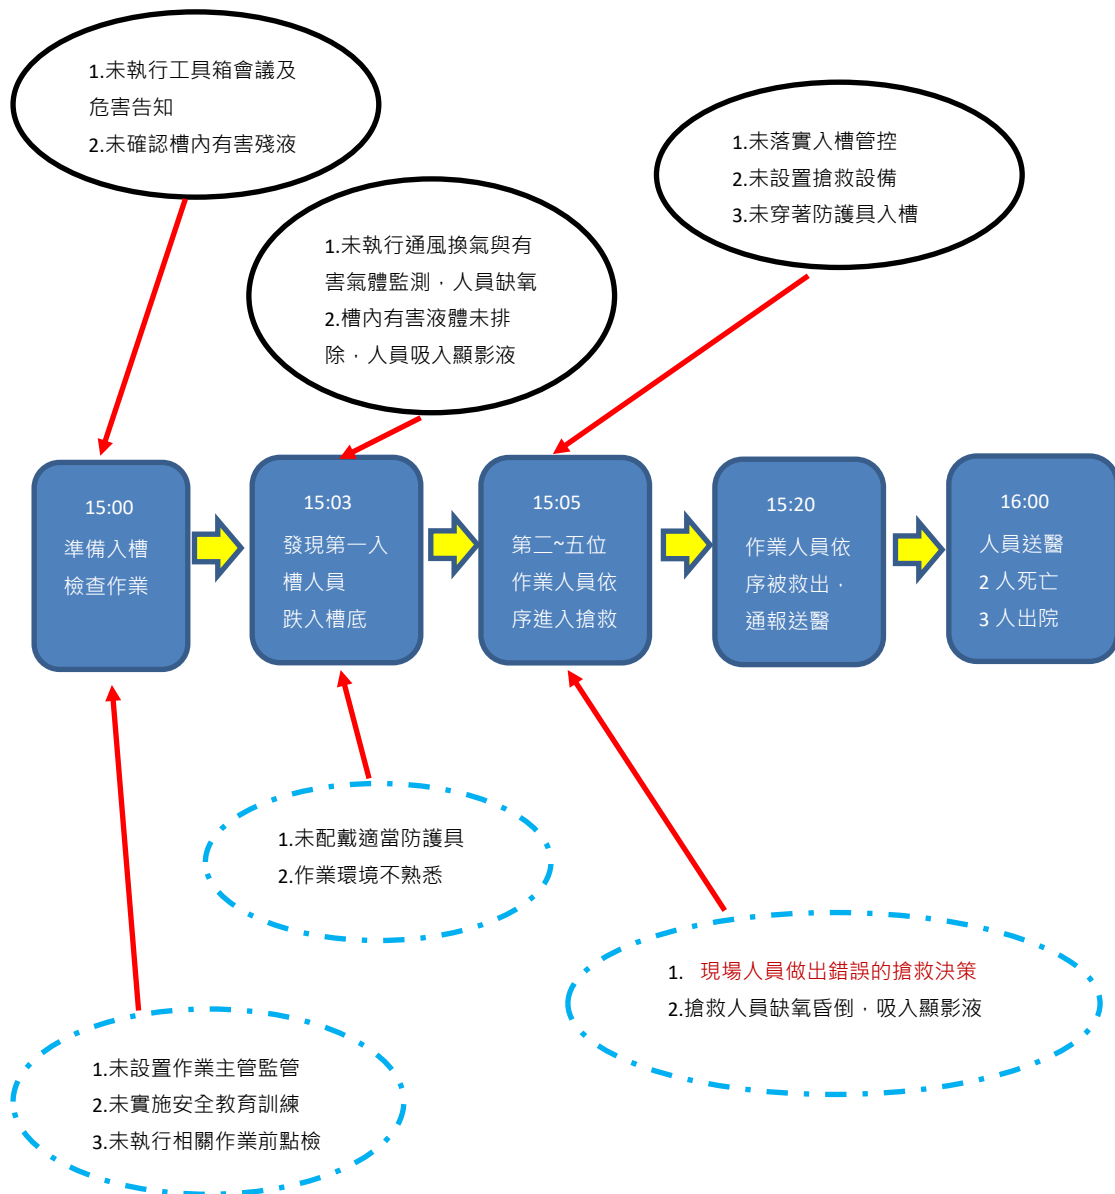 1.未執行工具箱會議及
危害告知
2.未確認槽內有害殘液
1.未執行通風換氣與有
害氣體監測，人員缺氧
2.槽內有害液體未排
除，人員吸入顯影液
1.未落實入槽管控
2.未設置搶救設備
3.未穿著防護具入槽
15:00
準備入槽
檢查作業
15:03
發現第一入
槽人員
跌入槽底
15:05
第二~五位
作業人員依
序進入搶救
15:20
作業人員依
序被救出，
通報送醫
16:00
人員送醫
2 人死亡
3 人出院
1.未配戴適當防護具
2.作業環境不熟悉
1. 現場人員做出錯誤的搶救決策
2.搶救人員缺氧昏倒，吸入顯影液
1.未設置作業主管監管
2.未實施安全教育訓練
3.未執行相關作業前點檢